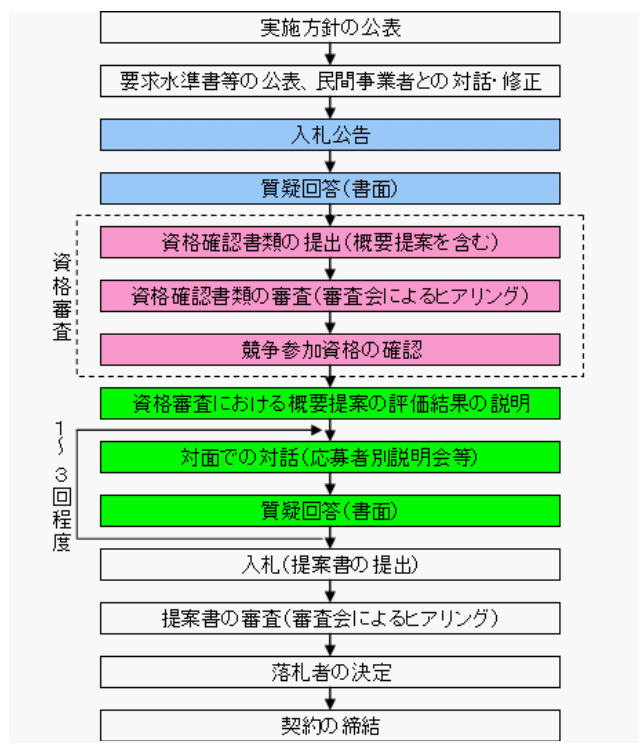 実施方針の公表
要求水準書等の公表、民間事業者との対話・修正
入札公告
質疑回答(書面)
資格審査
資格確認書類の提出(概要提案を含む)
資格確認書類の審査(審査会によるヒアリング)
競争参加資格の確認
資格審査における概要提案の評価結果の説明
1～3回程度
対面での対話(応募者別説明会等)
質疑回答(書面)
入札(提案書の提出)
提案書の審査(審査会によるヒアリング)
落札者の決定
契約の締結